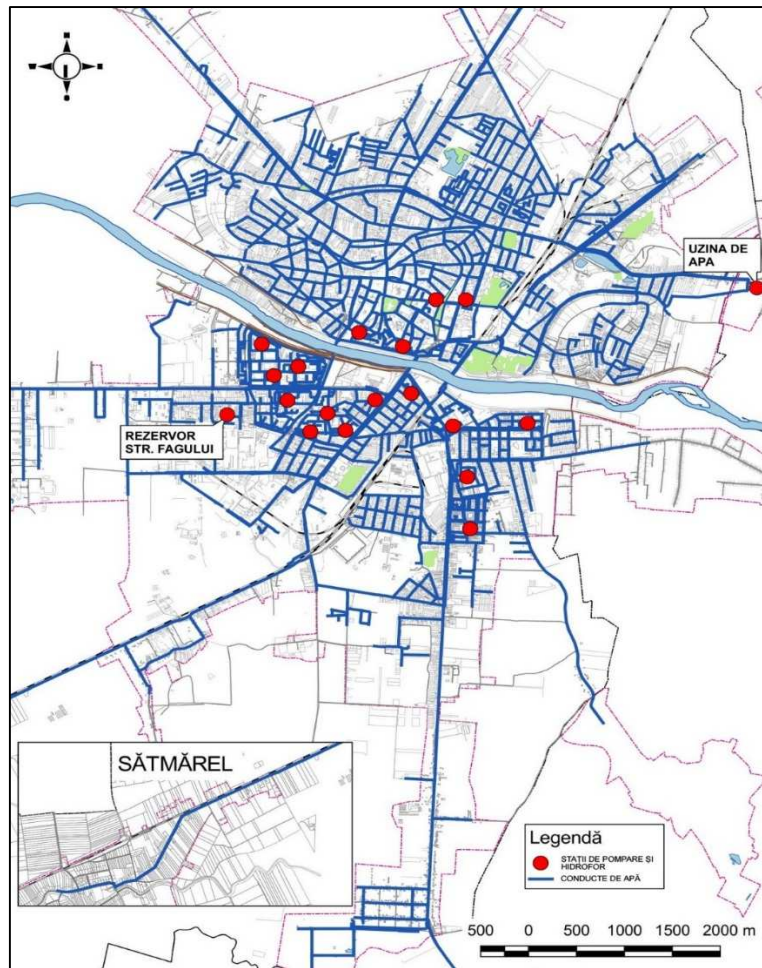 UZINA DE
APA
REZERVOR
STR. FAGULUI
SĂTMĂREL
Legendă
STAȚII DE POMPARE ȘI
HIDROFOR
CONDUCTE DE APĂ
500 0 500 1000 1500 2000 m